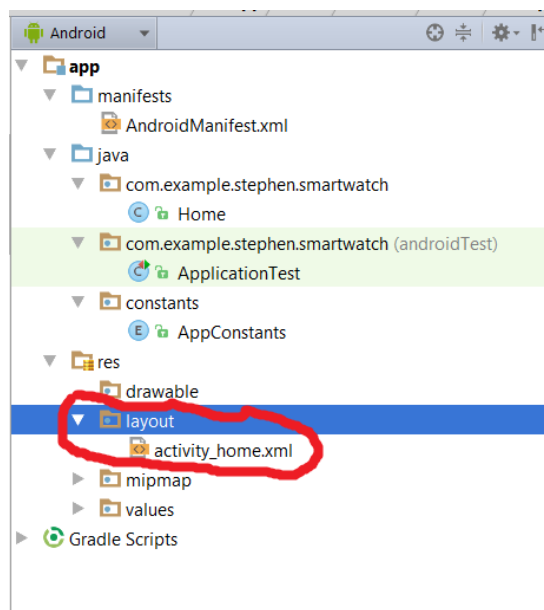 Android
app
manifests
AndroidManifest.xml
java
com.example.stephen.smartwatch
C Home
com.example.stephen.smartwatch (androidTest)
C ApplicationTest
constants
E AppConstants
res
drawable
layout
activity_home.xml
mipmap
values
Gradle Scripts